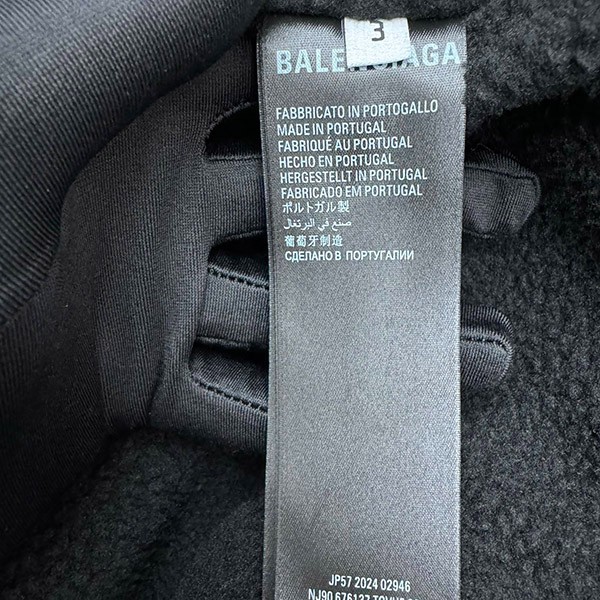 3
BALENCIAGA
FABBRICATO IN PORTOGALLO
MADE IN PORTUGAL
FABRIQUÉ AU PORTUGAL
HECHO EN PORTUGAL
HERGESTELLT IN PORTUGAL
FABRICADO EM PORTUGAL
ポルトガル製
صنع في البرتغال
葡萄牙制造
СДЕЛАНО В ПОРТУГАЛИИ
JP57 2024 02946
NJ90 676137